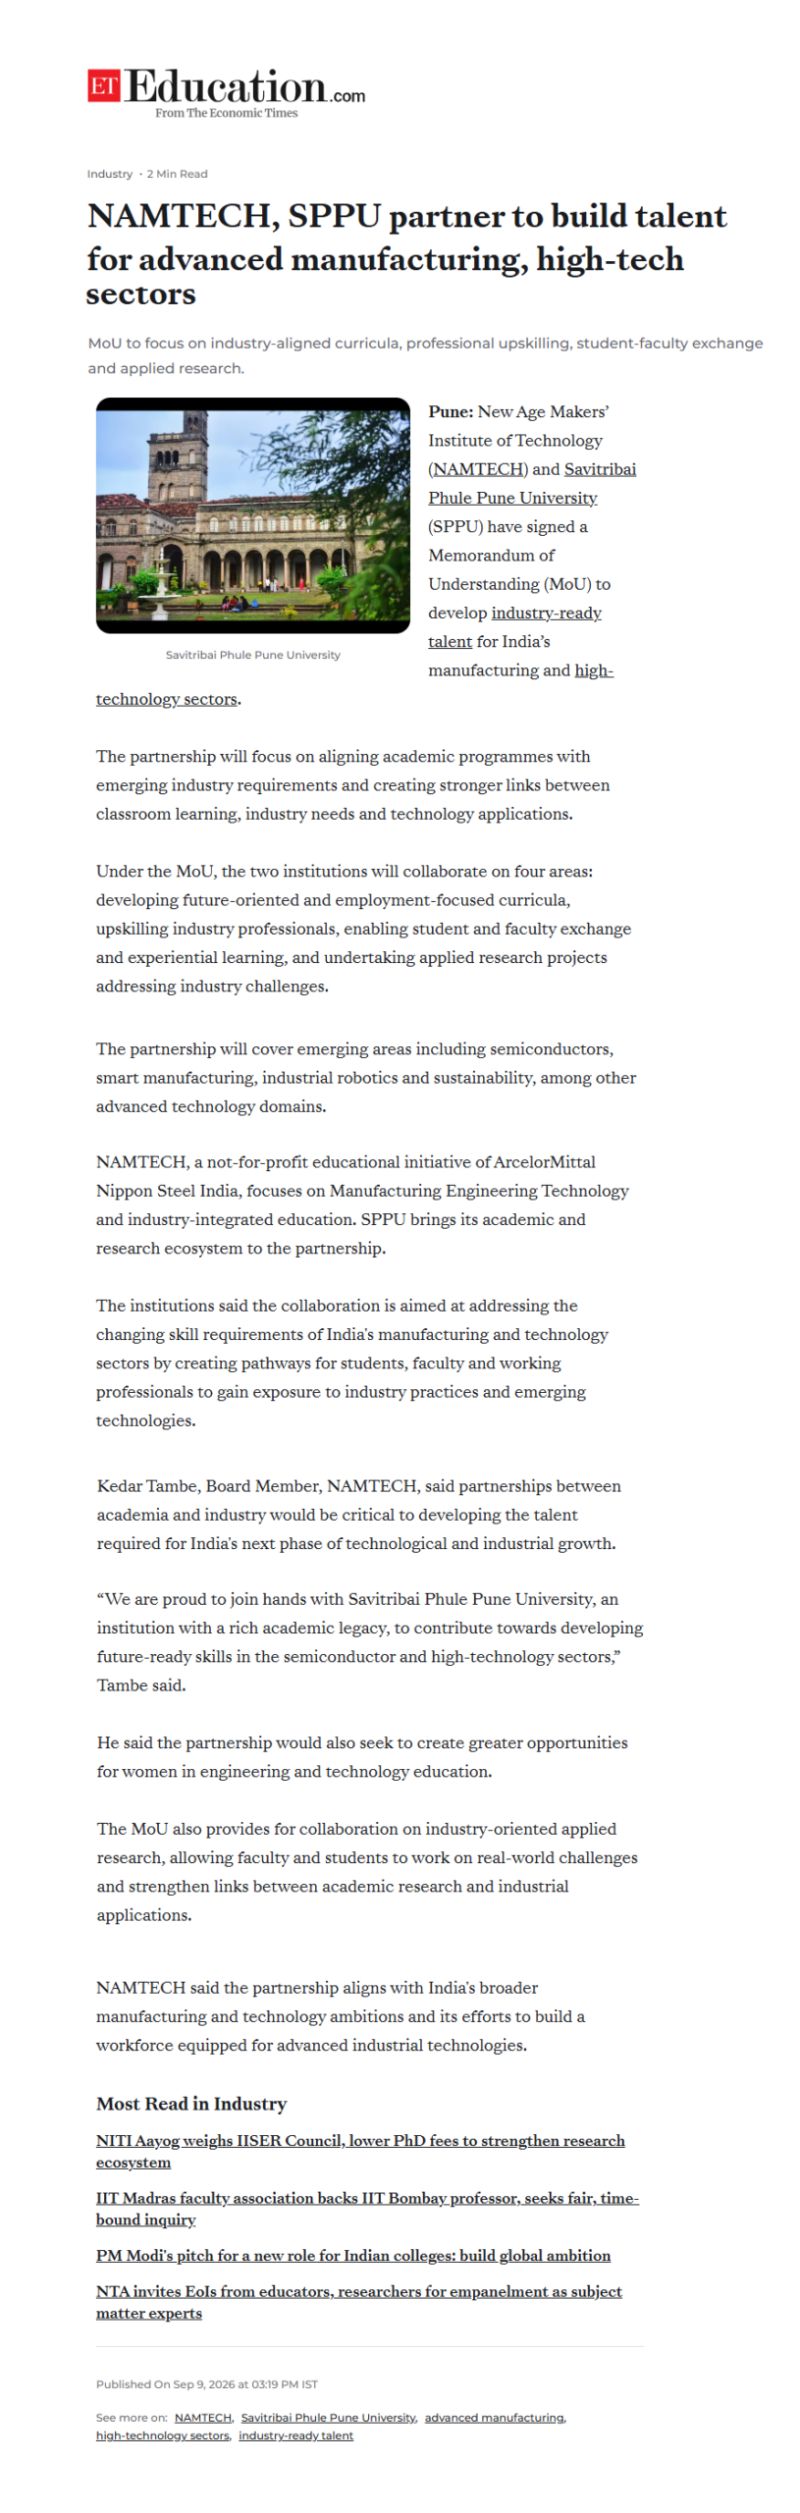 ET Education.com
From The Economic Times
Industry • 2 Min Read
NAMTECH, SPPU partner to build talent
for advanced manufacturing, high-tech
sectors
MoU to focus on industry-aligned curricula, professional upskilling, student-faculty exchange
and applied research.
Pune: New Age Makers’
Institute of Technology
(NAMTECH) and Savitribai
Phule Pune University
(SPPU) have signed a
Memorandum of
Understanding (MoU) to
develop industry-ready
talent for India’s
manufacturing and high-
technology sectors.
Savitribai Phule Pune University
The partnership will focus on aligning academic programmes with
emerging industry requirements and creating stronger links between
classroom learning, industry needs and technology applications.
Under the MoU, the two institutions will collaborate on four areas:
developing future-oriented and employment-focused curricula,
upskilling industry professionals, enabling student and faculty exchange
and experiential learning, and undertaking applied research projects
addressing industry challenges.
The partnership will cover emerging areas including semiconductors,
smart manufacturing, industrial robotics and sustainability, among other
advanced technology domains.
NAMTECH, a not-for-profit educational initiative of ArcelorMittal
Nippon Steel India, focuses on Manufacturing Engineering Technology
and industry-integrated education. SPPU brings its academic and
research ecosystem to the partnership.
The institutions said the collaboration is aimed at addressing the
changing skill requirements of India's manufacturing and technology
sectors by creating pathways for students, faculty and working
professionals to gain exposure to industry practices and emerging
technologies.
Kedar Tambe, Board Member, NAMTECH, said partnerships between
academia and industry would be critical to developing the talent
required for India's next phase of technological and industrial growth.
“We are proud to join hands with Savitribai Phule Pune University, an
institution with a rich academic legacy, to contribute towards developing
future-ready skills in the semiconductor and high-technology sectors,”
Tambe said.
He said the partnership would also seek to create greater opportunities
for women in engineering and technology education.
The MoU also provides for collaboration on industry-oriented applied
research, allowing faculty and students to work on real-world challenges
and strengthen links between academic research and industrial
applications.
NAMTECH said the partnership aligns with India's broader
manufacturing and technology ambitions and its efforts to build a
workforce equipped for advanced industrial technologies.
Most Read in Industry
NITI Aayog weighs IISER Council, lower PhD fees to strengthen research
ecosystem
IIT Madras faculty association backs IIT Bombay professor, seeks fair, time-
bound inquiry
PM Modi's pitch for a new role for Indian colleges: build global ambition
NTA invites EoIs from educators, researchers for empanelment as subject
matter experts
Published On Sep 9, 2026 at 03:19 PM IST
See more on: NAMTECH, Savitribai Phule Pune University, advanced manufacturing,
high-technology sectors, industry-ready talent